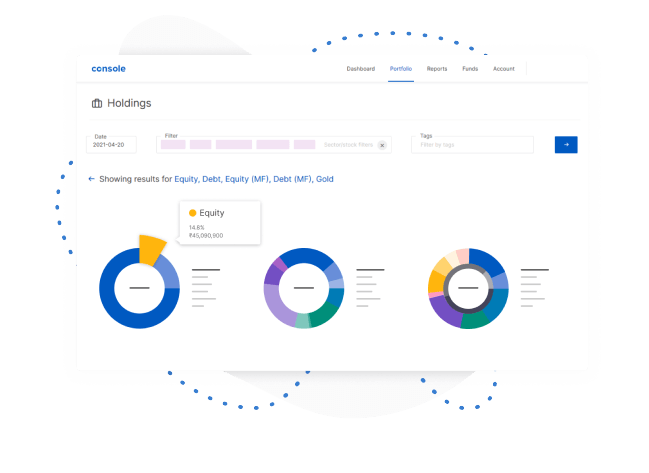 console
Dashboard Portfolio Reports Funds Account
Holdings
Date
2021-04-20
Filter
Sector/stock filters ×
Tags
Filter by tags
← Showing results for Equity, Debt, Equity (MF), Debt (MF), Gold
Equity
14.8%
₹45,090,900